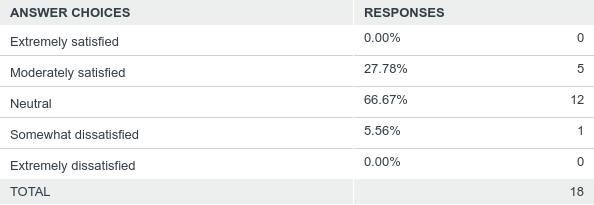 ANSWER CHOICES RESPONSES
Extremely satisfied 0.00% 0
Moderately satisfied 27.78% 5
Neutral 66.67% 12
Somewhat dissatisfied 5.56% 1
Extremely dissatisfied 0.00% 0
TOTAL 18